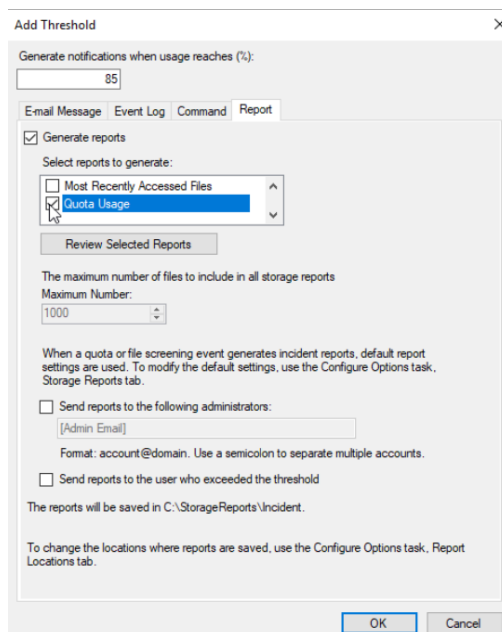 Add Threshold
Generate notifications when usage reaches (%):
85
E-mail Message Event Log Command Report
Generate reports
Select reports to generate:
Most Recently Accessed Files
Quota Usage
Review Selected Reports
The maximum number of files to include in all storage reports
Maximum Number:
1000
When a quota or file screening event generates incident reports, default report
settings are used. To modify the default settings, use the Configure Options task,
Storage Reports tab.
Send reports to the following administrators:
[Admin Email]
Format: account@domain. Use a semicolon to separate multiple accounts.
Send reports to the user who exceeded the threshold
The reports will be saved in C:\StorageReports\Incident.
To change the locations where reports are saved, use the Configure Options task, Report
Locations tab.
OK Cancel